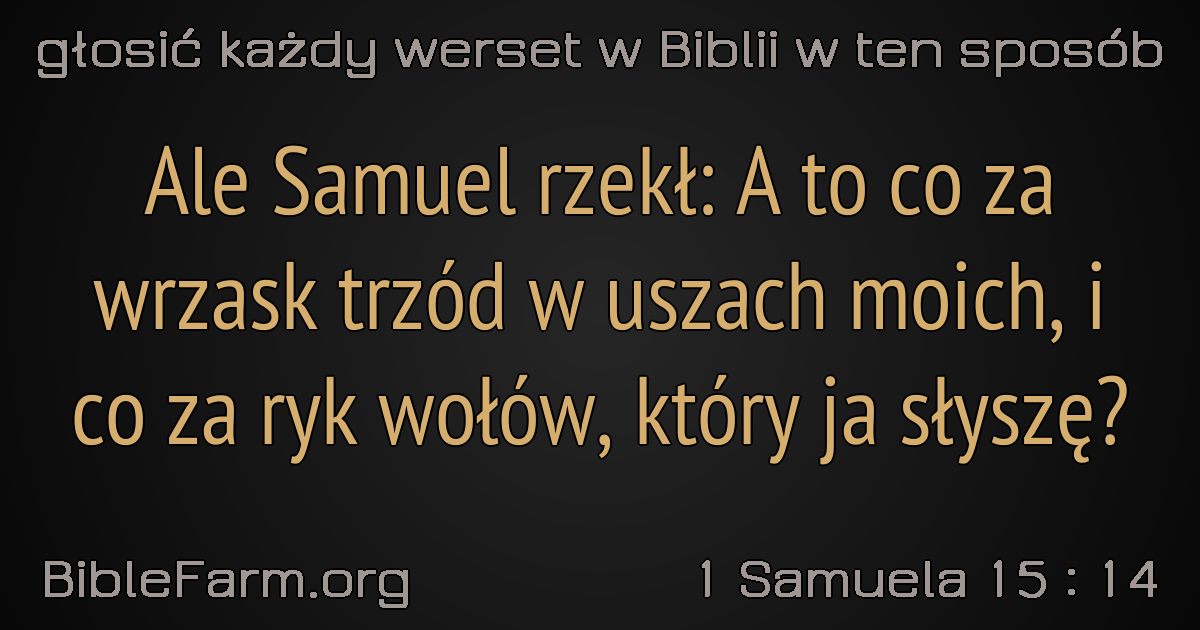 głosić każdy werset w Biblii w ten sposób
Ale Samuel rzekł: A to co za
wrzask trzód w uszach moich, i
co za ryk wołów, który ja słyszę?
BibleFarm.org
1 Samuela 15 : 14